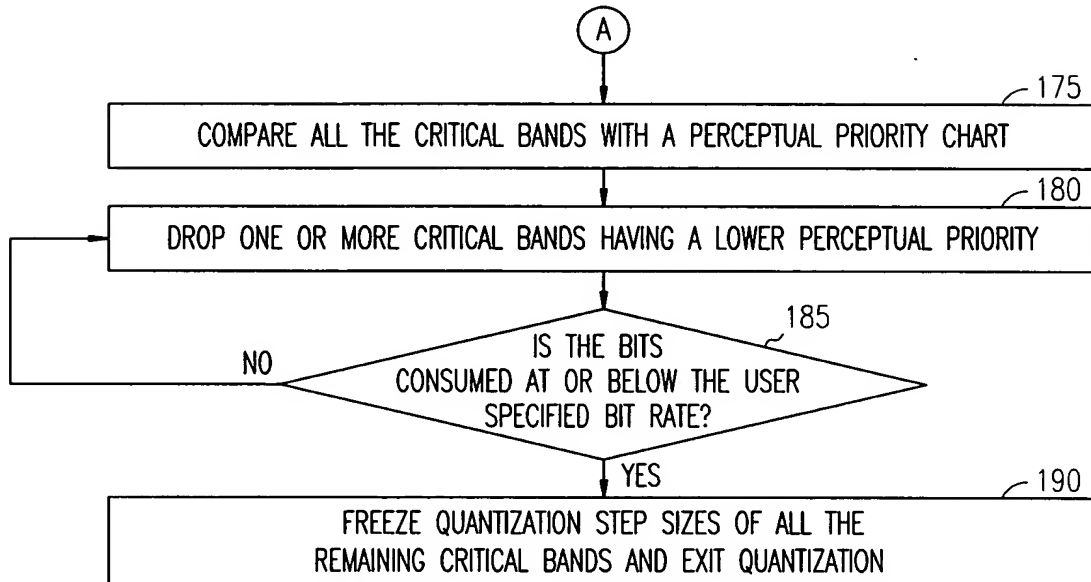 A
175
COMPARE ALL THE CRITICAL BANDS WITH A PERCEPTUAL PRIORITY CHART
180
DROP ONE OR MORE CRITICAL BANDS HAVING A LOWER PERCEPTUAL PRIORITY
185
IS THE BITS
CONSUMED AT OR BELOW THE USER
SPECIFIED BIT RATE?
NO
YES
190
FREEZE QUANTIZATION STEP SIZES OF ALL THE
REMAINING CRITICAL BANDS AND EXIT QUANTIZATION